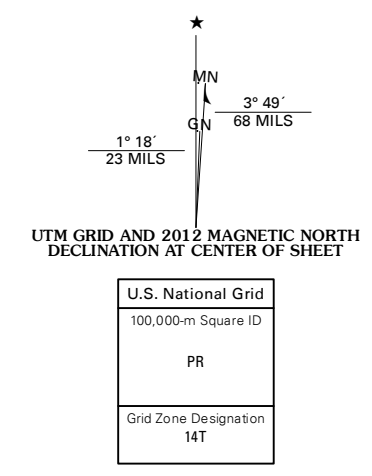 ★
MN
3° 49´
68 MILS
GN
1° 18´
23 MILS
UTM GRID AND 2012 MAGNETIC NORTH
DECLINATION AT CENTER OF SHEET
U.S. National Grid
100,000-m Square ID
PR
Grid Zone Designation
14T